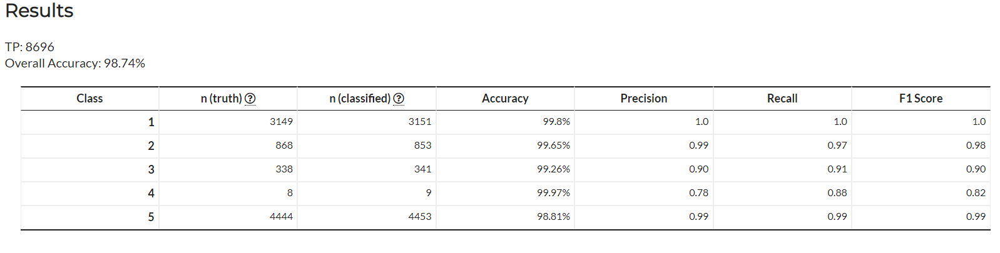 Results
TP: 8696
Overall Accuracy: 98.74%
Class n (truth) ? n (classified) ? Accuracy Precision Recall F1 Score
1 3149 3151 99.8% 1.0 1.0 1.0
2 868 853 99.65% 0.99 0.97 0.98
3 338 341 99.26% 0.90 0.91 0.90
4 8 9 99.97% 0.78 0.88 0.82
5 4444 4453 98.81% 0.99 0.99 0.99